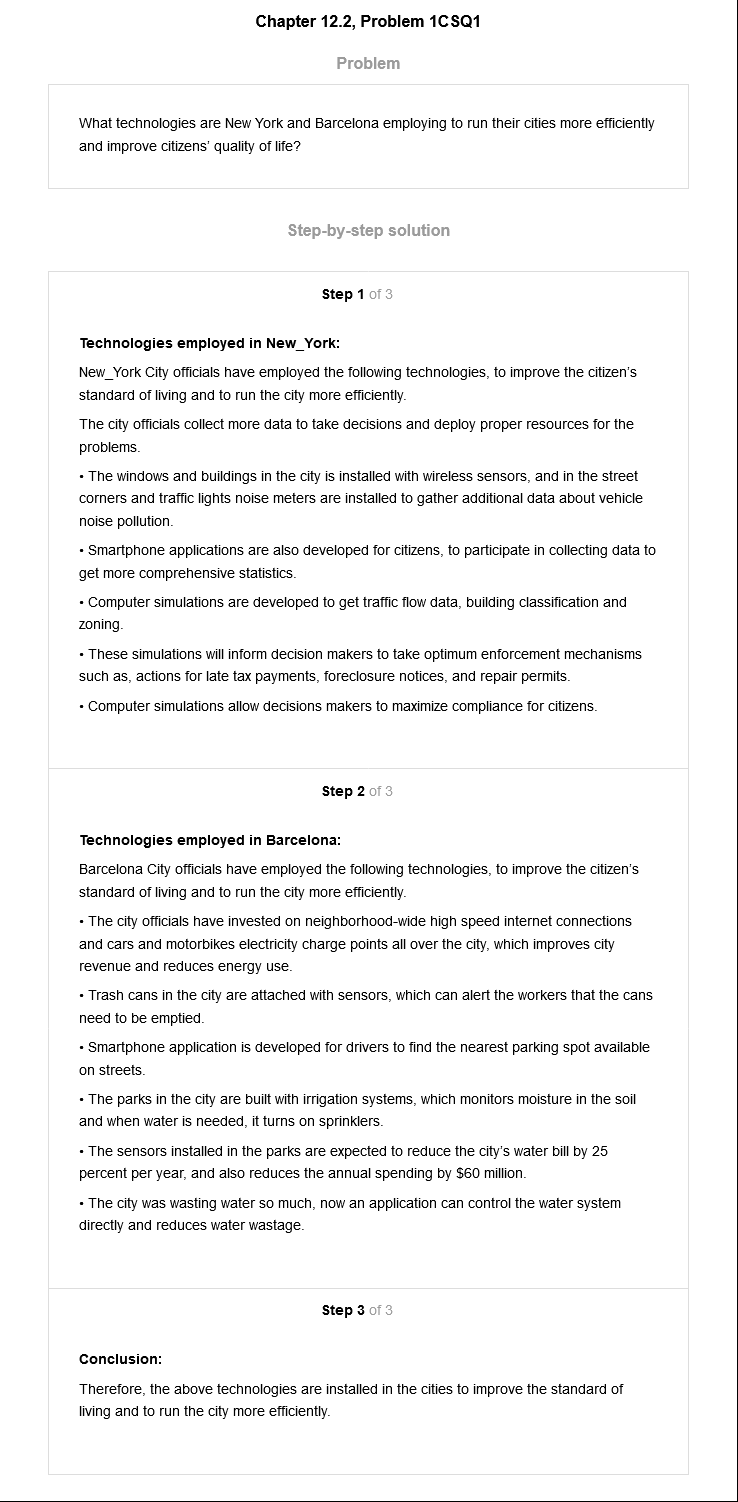 Chapter 12.2, Problem 1CSQ1
Problem
What technologies are New York and Barcelona employing to run their cities more efficiently
and improve citizens' quality of life?
Step-by-step solution
Step 1 of 3
Technologies employed in New_York:
New_York City officials have employed the following technologies, to improve the citizen's
standard of living and to run the city more efficiently.
The city officials collect more data to take decisions and deploy proper resources for the
problems.
• The windows and buildings in the city is installed with wireless sensors, and in the street
corners and traffic lights noise meters are installed to gather additional data about vehicle
noise pollution.
• Smartphone applications are also developed for citizens, to participate in collecting data to
get more comprehensive statistics.
• Computer simulations are developed to get traffic flow data, building classification and
zoning.
• These simulations will inform decision makers to take optimum enforcement mechanisms
such as, actions for late tax payments, foreclosure notices, and repair permits.
• Computer simulations allow decisions makers to maximize compliance for citizens.
Step 2 of 3
Technologies employed in Barcelona:
Barcelona City officials have employed the following technologies, to improve the citizen's
standard of living and to run the city more efficiently.
• The city officials have invested on neighborhood-wide high speed internet connections
and cars and motorbikes electricity charge points all over the city, which improves city
revenue and reduces energy use.
• Trash cans in the city are attached with sensors, which can alert the workers that the cans
need to be emptied.
• Smartphone application is developed for drivers to find the nearest parking spot available
on streets.
• The parks in the city are built with irrigation systems, which monitors moisture in the soil
and when water is needed, it turns on sprinklers.
• The sensors installed in the parks are expected to reduce the city's water bill by 25
percent per year, and also reduces the annual spending by $60 million.
• The city was wasting water so much, now an application can control the water system
directly and reduces water wastage.
Step 3 of 3
Conclusion:
Therefore, the above technologies are installed in the cities to improve the standard of
living and to run the city more efficiently.